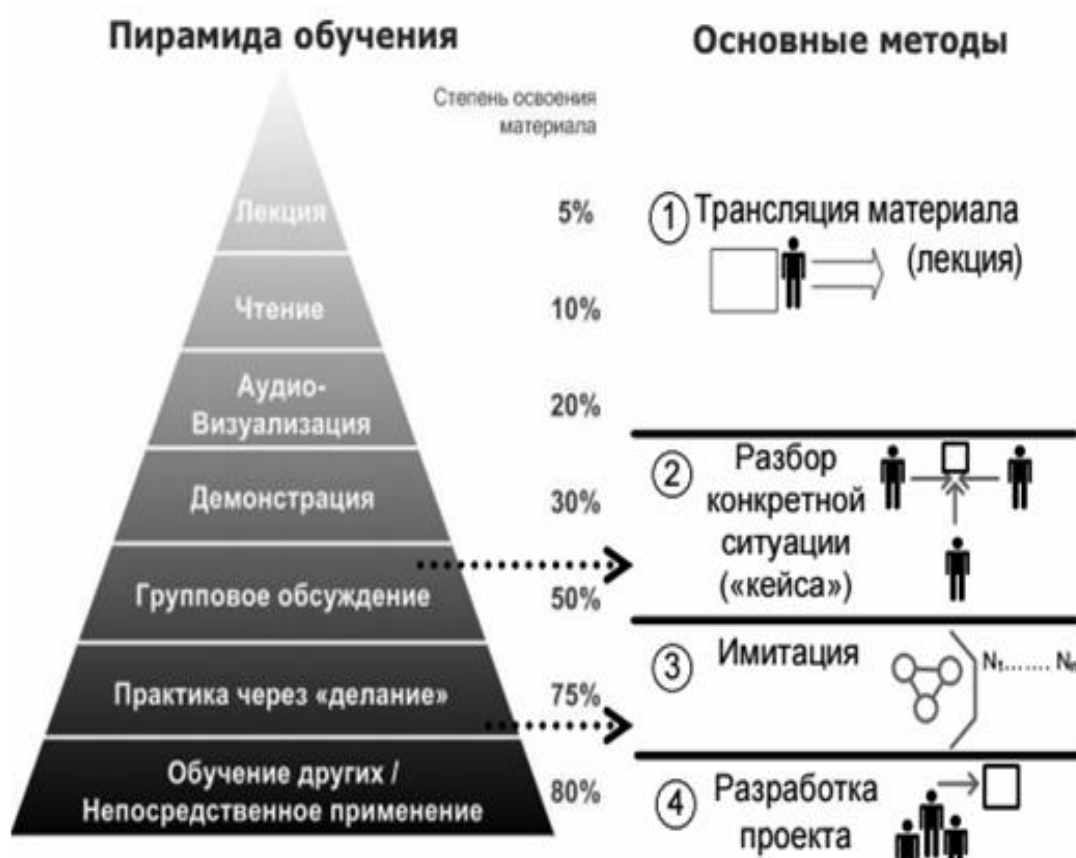 Пирамида обучения
Степень освоения
материала
Лекция
5%
Чтение
10%
Аудио-
Визуализация
20%
Демонстрация
30%
Групповое обсуждение
50%
Практика через «делание»
75%
Обучение других /
Непосредственное применение
80%
Основные методы
1 Трансляция материала
(лекция)
2 Разбор
конкретной
ситуации
(«кейса»)
3 Имитация
N1....... Nn
4 Разработка
проекта